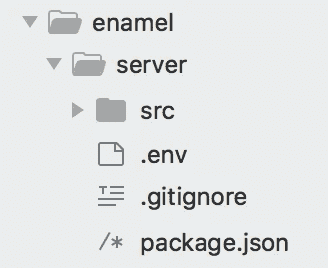 enamel
server
src
.env
.gitignore
/* package.json